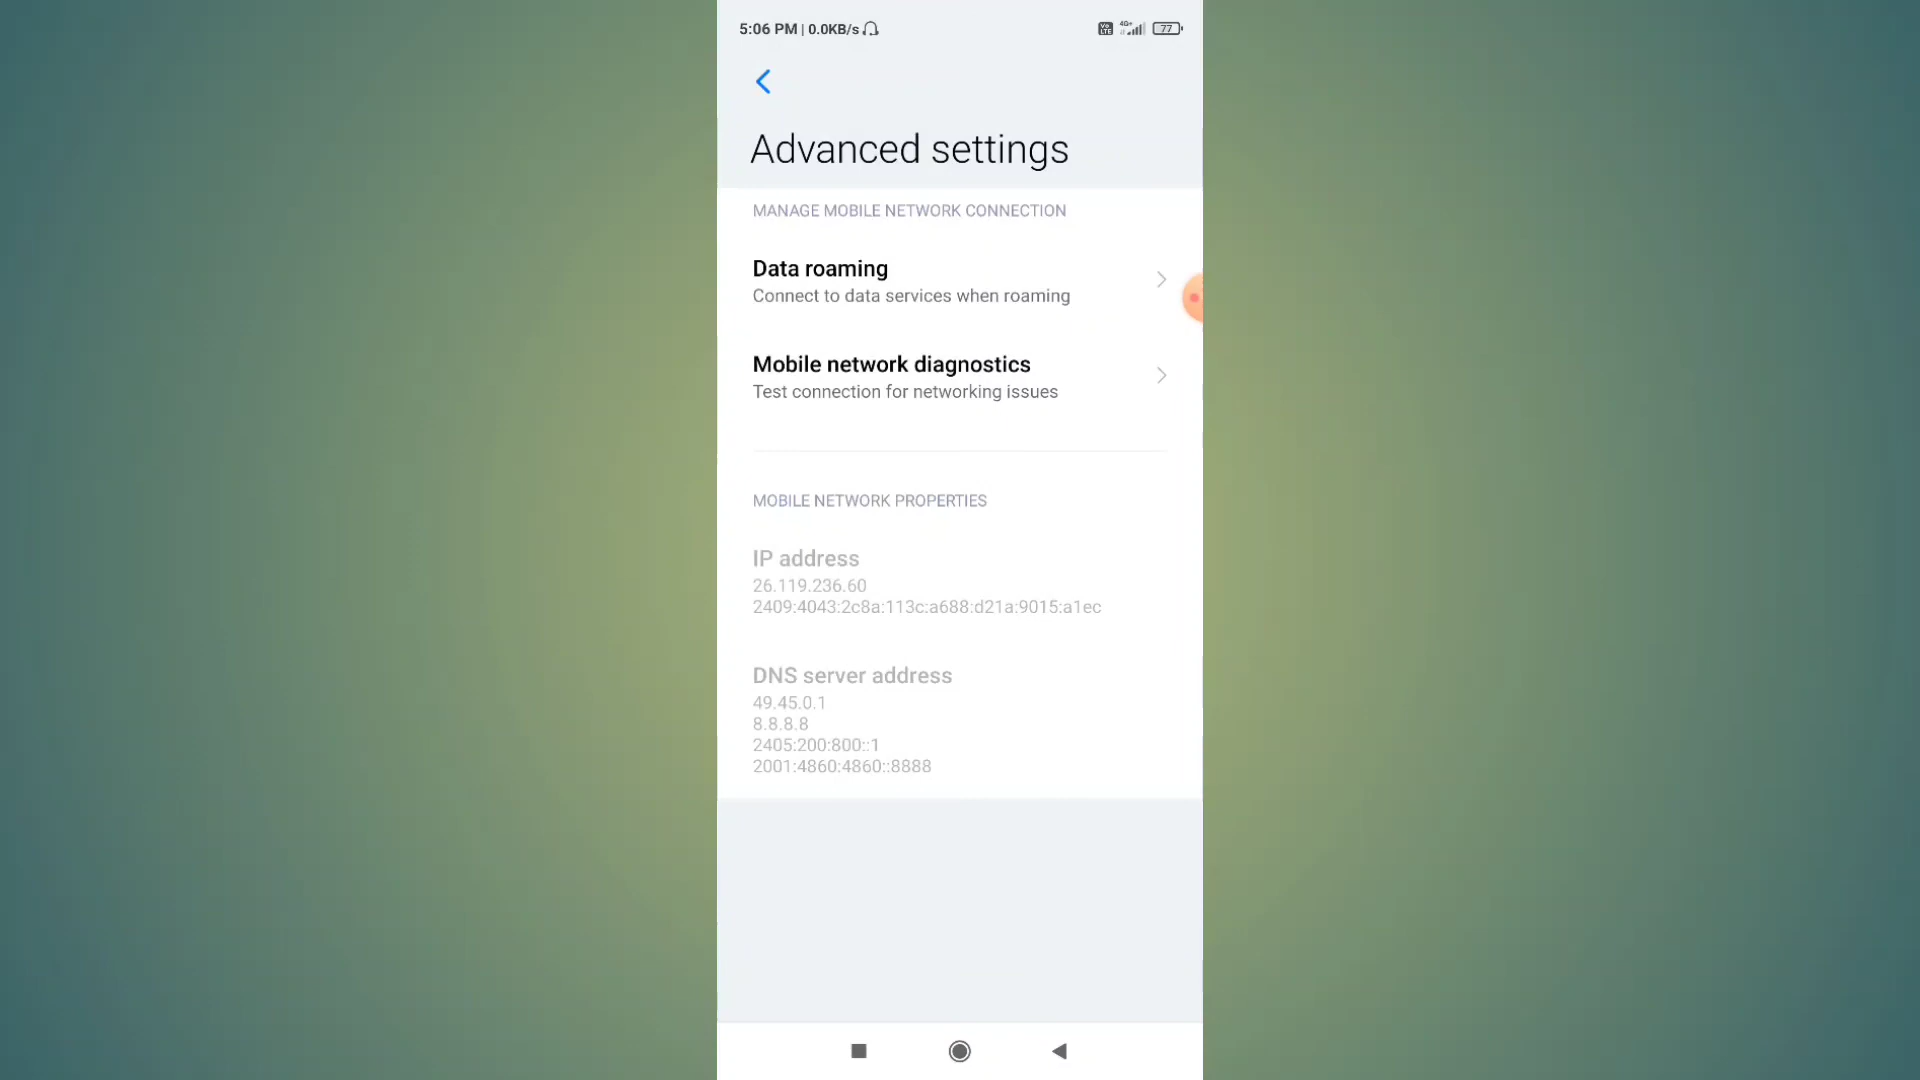 5:06 PM | 0.0KB/s
Vo LTE 4G+ 77
Advanced settings
MANAGE MOBILE NETWORK CONNECTION
Data roaming
Connect to data services when roaming
Mobile network diagnostics
Test connection for networking issues
MOBILE NETWORK PROPERTIES
IP address
26.119.236.60
2409:4043:2c8a:113c:a688:d21a:9015:a1ec
DNS server address
49.45.0.1
8.8.8.8
2405:200:800::1
2001:4860:4860::8888